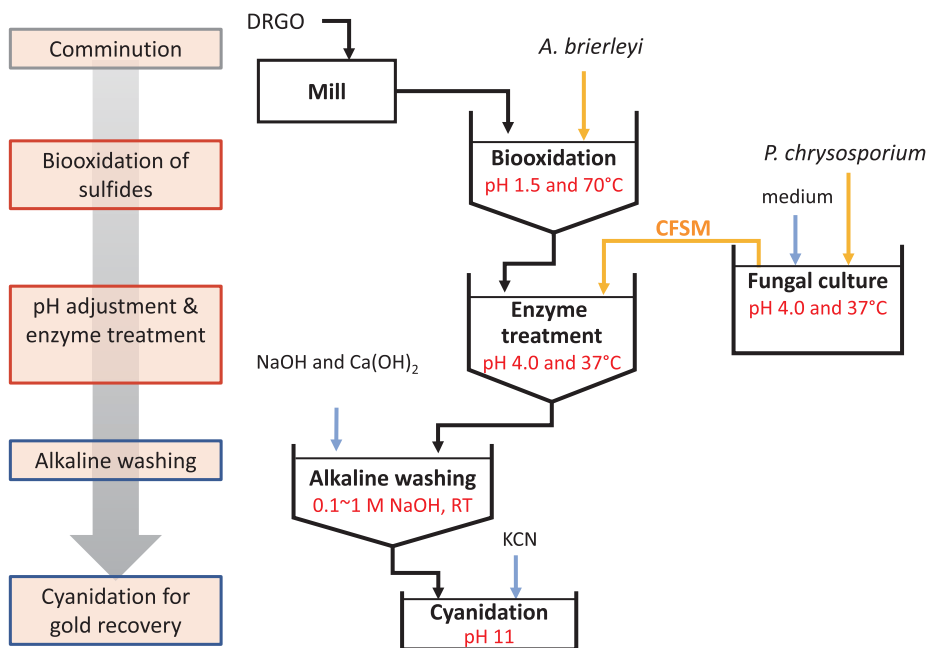 Comminution
Biooxidation of
sulfides
pH adjustment &
enzyme treatment
Alkaline washing
Cyanidation for
gold recovery
DRGO
Mill
A. brierleyi
Biooxidation
pH 1.5 and 70°C
P. chrysosporium
medium
CFSM
Fungal culture
pH 4.0 and 37°C
Enzyme
treatment
pH 4.0 and 37°C
NaOH and Ca(OH)₂
Alkaline washing
0.1~1 M NaOH, RT
KCN
Cyanidation
pH 11